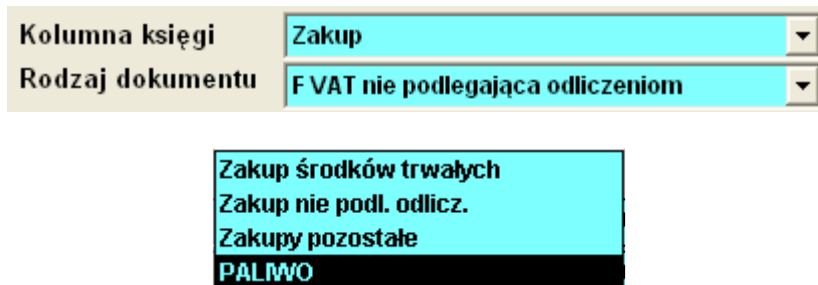 Kolumna księgi Zakup
Rodzaj dokumentu F VAT nie podlegająca odliczeniom
Zakup środków trwałych
Zakup nie podl. odlicz.
Zakupy pozostałe
PALIWO